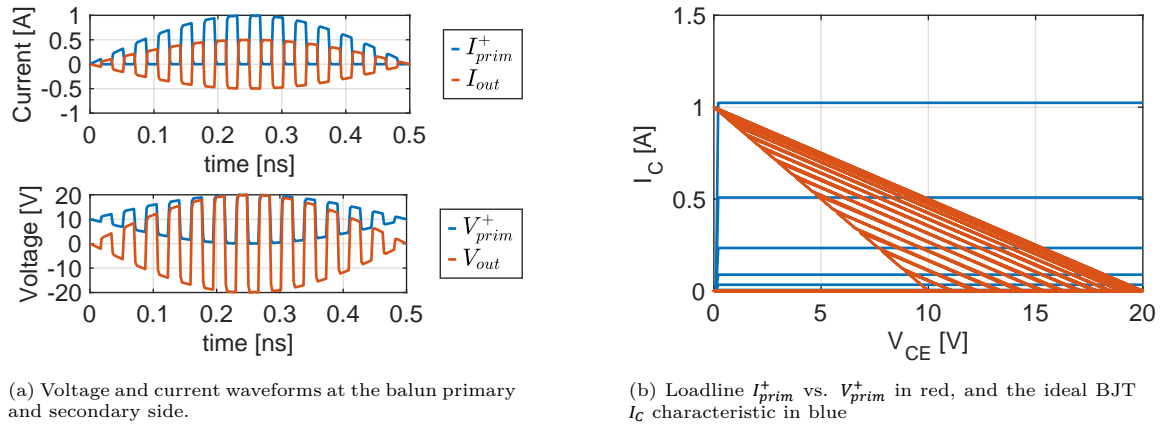 Current [A]
1
0.5
0
-0.5
-1
0 0.1 0.2 0.3 0.4 0.5
time [ns]
I⁺prim
Iout
Voltage [V]
20
10
0
-10
-20
0 0.1 0.2 0.3 0.4 0.5
time [ns]
V⁺prim
Vout
(a) Voltage and current waveforms at the balun primary
and secondary side.
I_C [A]
1.5
1
0.5
0
0 5 10 15 20
V_CE [V]
(b) Loadline I⁺prim vs. V⁺prim in red, and the ideal BJT
I_C characteristic in blue